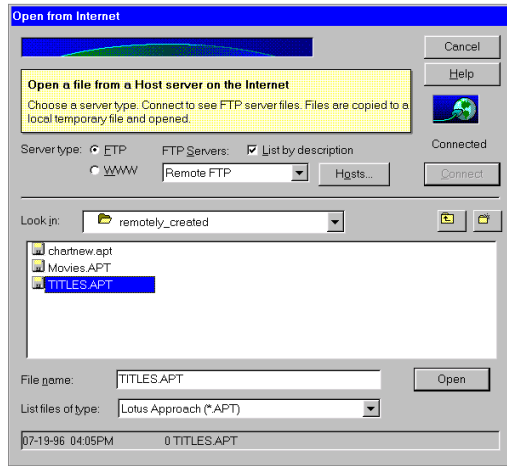 Open from Internet
Cancel
Help
Open a file from a Host server on the Internet
Choose a server type. Connect to see FTP server files. Files are copied to a
local temporary file and opened.
Connected
Server type: FTP FTP Servers: List by description
WWW Remote FTP Hosts... Connect
Look in: remotely_created
chartnew.apt
Movies.APT
TITLES.APT
File name: TITLES.APT Open
List files of type: Lotus Approach (*.APT)
07-19-96 04:05PM 0 TITLES.APT